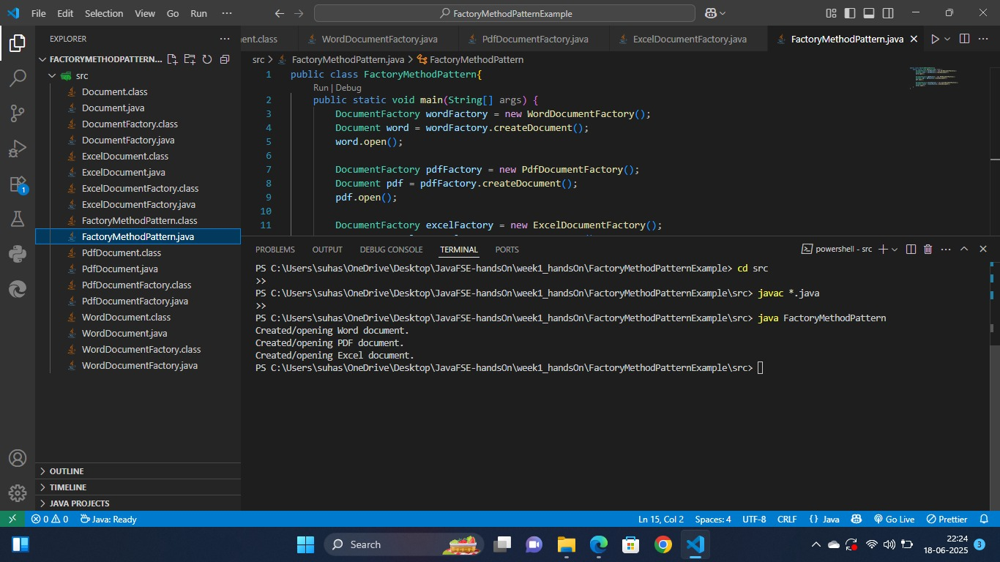 File Edit Selection View Go Run ···
FactoryMethodPatternExample
EXPLORER ···
FACTORYMETHODPATTERN...
src
Document.class
Document.java
DocumentFactory.class
DocumentFactory.java
ExcelDocument.class
ExcelDocument.java
ExcelDocumentFactory.class
ExcelDocumentFactory.java
FactoryMethodPattern.class
FactoryMethodPattern.java
PdfDocument.class
PdfDocument.java
PdfDocumentFactory.class
PdfDocumentFactory.java
WordDocument.class
WordDocument.java
WordDocumentFactory.class
WordDocumentFactory.java
OUTLINE
TIMELINE
JAVA PROJECTS
1
ent.class WordDocumentFactory.java PdfDocumentFactory.java ExcelDocumentFactory.java FactoryMethodPattern.java
src > FactoryMethodPattern.java > FactoryMethodPattern
1 public class FactoryMethodPattern{
Run | Debug
2 public static void main(String[] args) {
3 DocumentFactory wordFactory = new WordDocumentFactory();
4 Document word = wordFactory.createDocument();
5 word.open();
6
7 DocumentFactory pdfFactory = new PdfDocumentFactory();
8 Document pdf = pdfFactory.createDocument();
9 pdf.open();
10
11 DocumentFactory excelFactory = new ExcelDocumentFactory();
PROBLEMS OUTPUT DEBUG CONSOLE TERMINAL PORTS powershell - src
PS C:\Users\suhas\OneDrive\Desktop\JavaFSE-handsOn\week1_handsOn\FactoryMethodPatternExample> cd src
>>
PS C:\Users\suhas\OneDrive\Desktop\JavaFSE-handsOn\week1_handsOn\FactoryMethodPatternExample\src> javac *.java
>>
PS C:\Users\suhas\OneDrive\Desktop\JavaFSE-handsOn\week1_handsOn\FactoryMethodPatternExample\src> java FactoryMethodPattern
Created/opening Word document.
Created/opening PDF document.
Created/opening Excel document.
PS C:\Users\suhas\OneDrive\Desktop\JavaFSE-handsOn\week1_handsOn\FactoryMethodPatternExample\src>
0 0 Java: Ready Ln 15, Col 2 Spaces: 4 UTF-8 CRLF {} Java Go Live Prettier
Search
22:24
18-06-2025 3